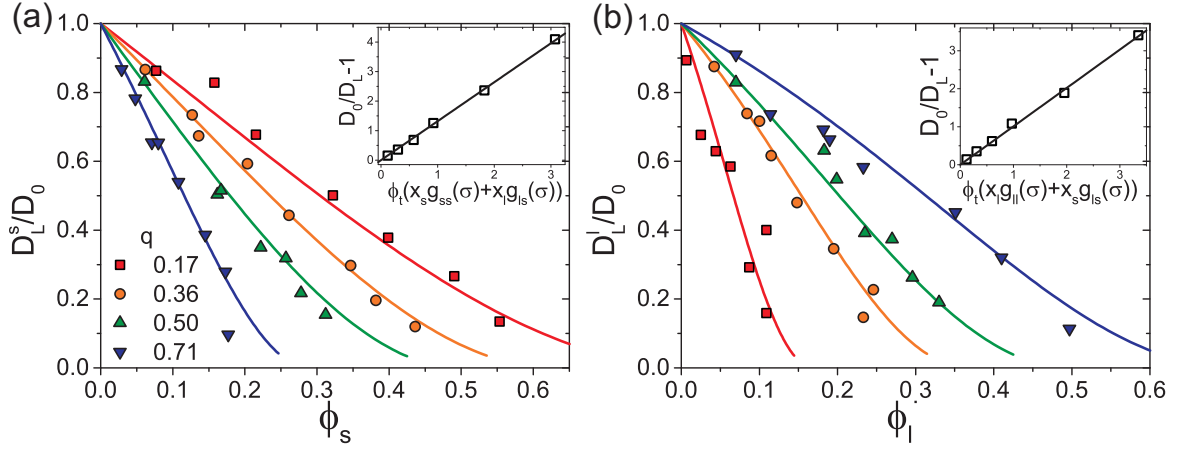 (a)
1.0
0.8
0.6
0.4
0.2
0.0
D_L^s/D_0
0.0 0.1 0.2 0.3 0.4 0.5 0.6
ϕ_s
q
0.17
0.36
0.50
0.71
4
3
2
1
0
D_0/D_L-1
0 1 2 3
ϕ_t(x_s g_ss(σ)+x_l g_ls(σ))
(b)
1.0
0.8
0.6
0.4
0.2
0.0
D_L^l/D_0
0.0 0.1 0.2 0.3 0.4 0.5 0.6
ϕ_l
3
2
1
0
D_0/D_L-1
0 1 2 3
ϕ_t(x_l g_ll(σ)+x_s g_ls(σ))